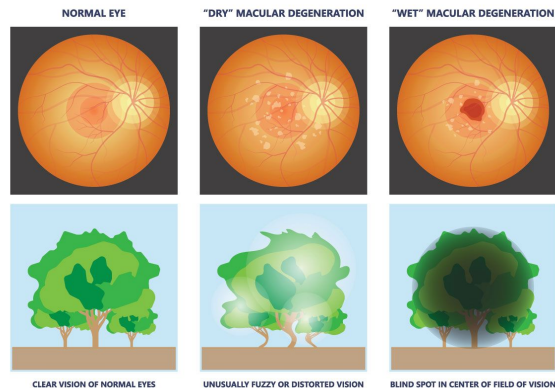 NORMAL EYE
“DRY” MACULAR DEGENERATION
“WET” MACULAR DEGENERATION
CLEAR VISION OF NORMAL EYES
UNUSUALLY FUZZY OR DISTORTED VISION
BLIND SPOT IN CENTER OF FIELD OF VISION